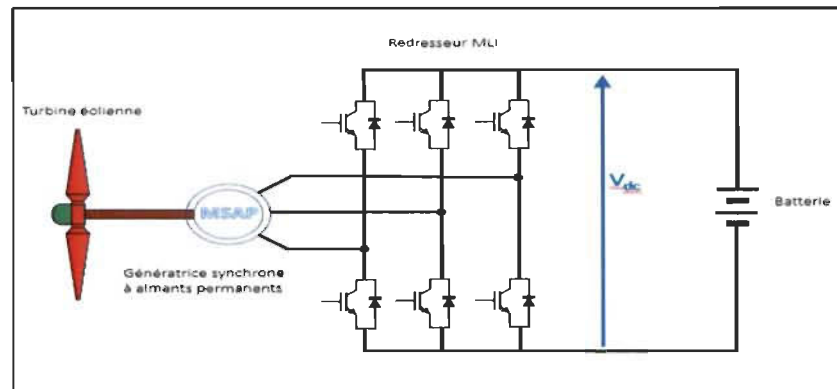 Redresseur MLI
Turbine éolienne
MSAP
Vdc
Batterie
Génératrice synchrone
à aimants permanents